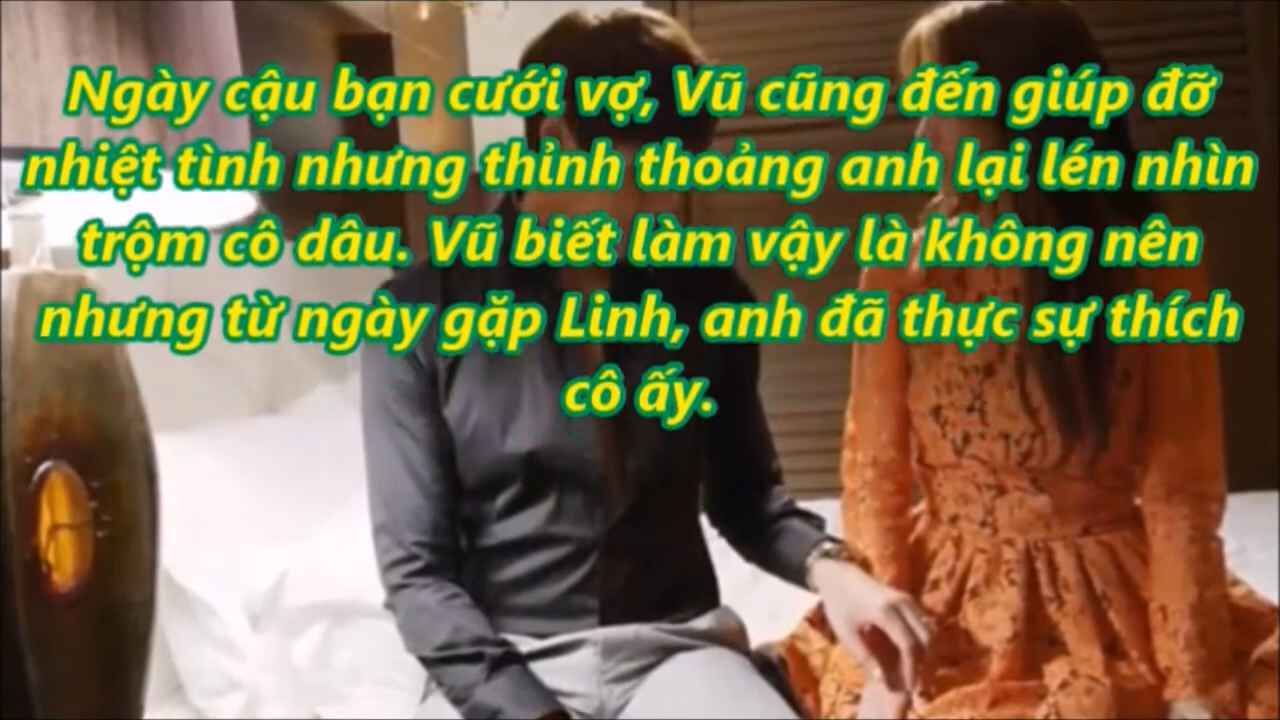 Ngày cậu bạn cưới vợ, Vũ cũng đến giúp đỡ
nhiệt tình nhưng thỉnh thoảng anh lại lén nhìn
trộm cô dâu. Vũ biết làm vậy là không nên
nhưng từ ngày gặp Linh, anh đã thực sự thích
cô ấy.